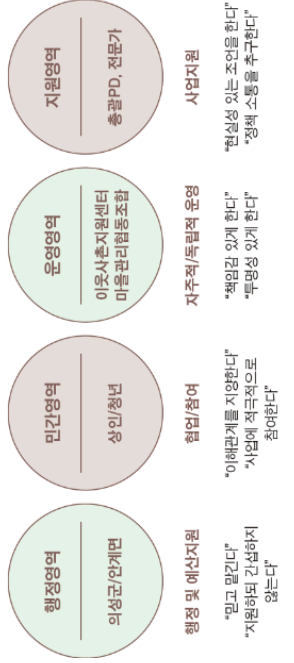 행정영역
의성군/안계면
행정 및 예산지원
“믿고 맡긴다”
“지원하되 간섭하지
않는다”
민간영역
상인/청년
협업/참여
“이해관계를 지양한다”
“사업에 적극적으로
참여한다”
운영영역
이웃사촌지원센터
마을관리협동조합
자주적/독립적 운영
“책임감 있게 한다”
“투명성 있게 한다”
지원영역
총괄PD, 전문가
사업지원
“현실성 있는 조언을 한다”
“정책 소통을 추구한다”